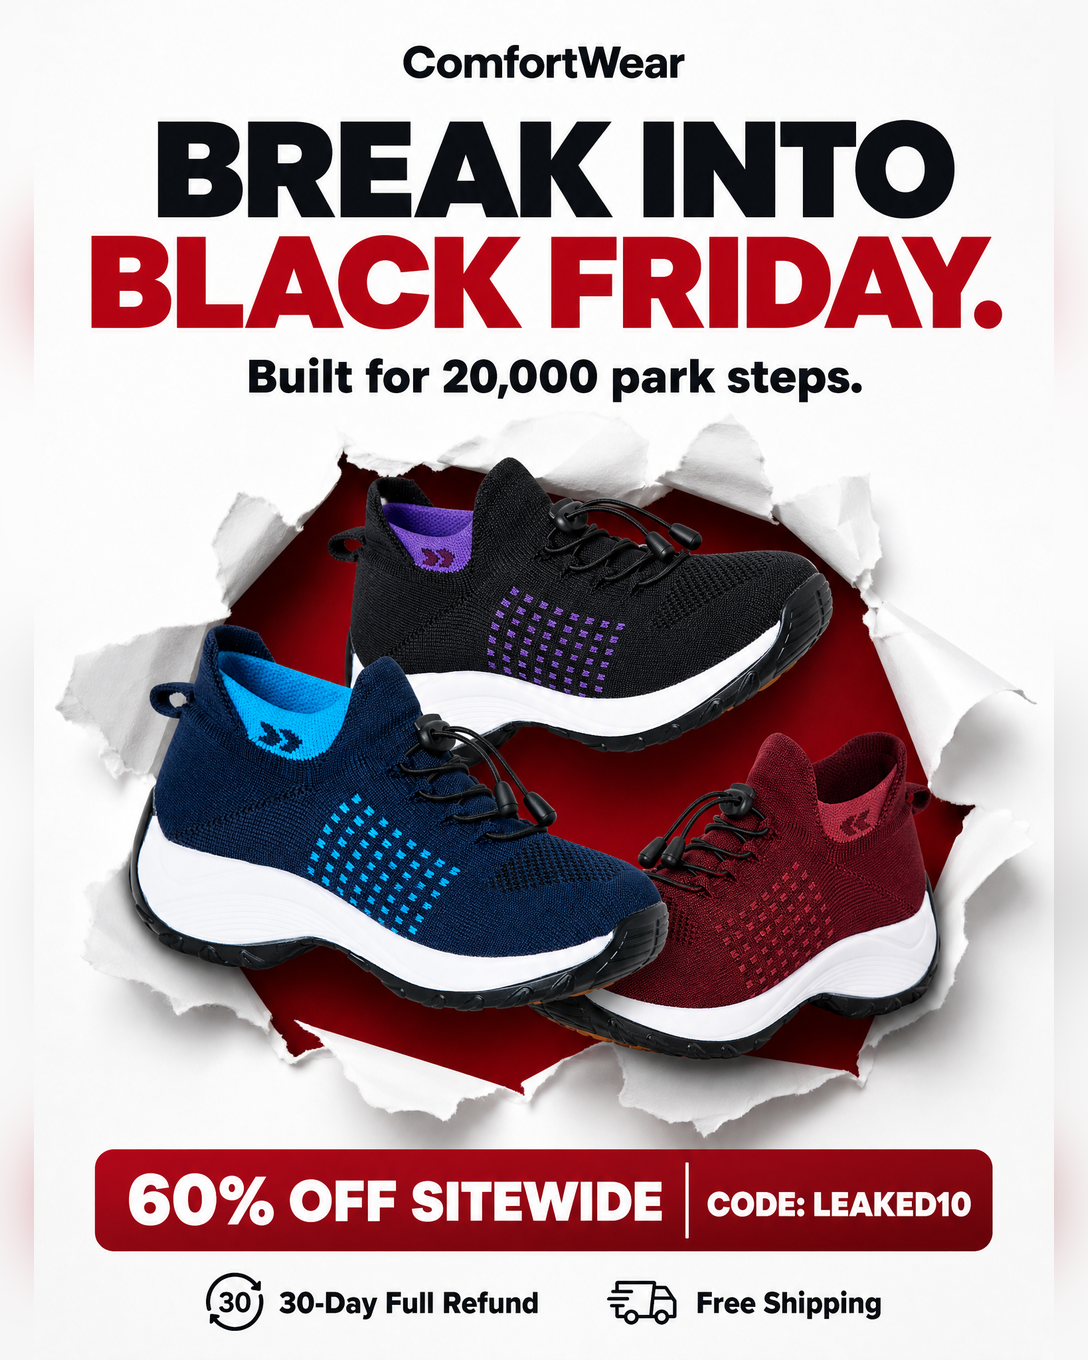 ComfortWear
BREAK INTO
BLACK FRIDAY.
Built for 20,000 park steps.
60% OFF SITEWIDE
CODE: LEAKED10
30
30-Day Full Refund
Free Shipping